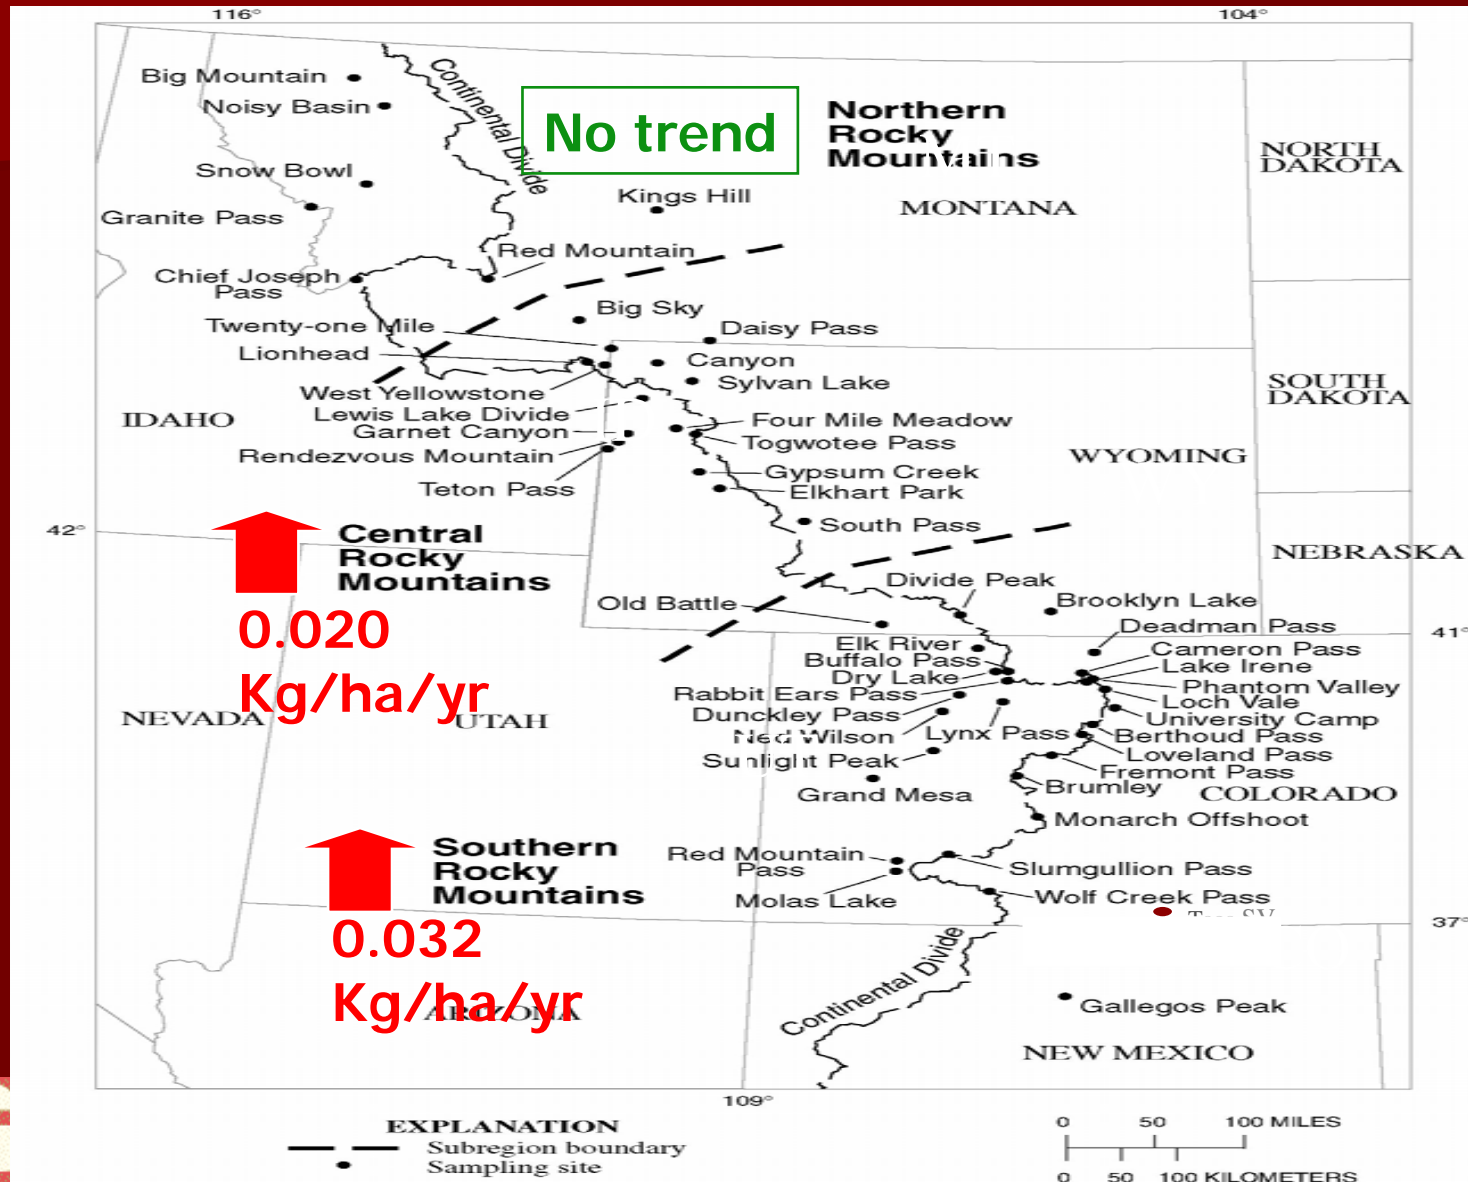 116°
104°
Big Mountain
Continental Divide
No trend
Northern
Rocky
Mountains
Noisy Basin
NORTH
DAKOTA
Snow Bowl
Kings Hill
MONTANA
Granite Pass
Red Mountain
Chief Joseph
Pass
Big Sky
Twenty-one Mile
Daisy Pass
Lionhead
Canyon
Sylvan Lake
SOUTH
DAKOTA
West Yellowstone
Lewis Lake Divide
IDAHO
Four Mile Meadow
Garnet Canyon
Togwotee Pass
Rendezvous Mountain
WYOMING
Gypsum Creek
Teton Pass
Elkhart Park
42°
Central
Rocky
Mountains
South Pass
NEBRASKA
Divide Peak
Old Battle
Brooklyn Lake
0.020
Kg/ha/yr
Deadman Pass
41°
Elk River
Cameron Pass
Buffalo Pass
Lake Irene
Dry Lake
Phantom Valley
Rabbit Ears Pass
Loch Vale
NEVADA
UTAH
Dunckley Pass
University Camp
Ned Wilson
Lynx Pass
Berthoud Pass
Sunlight Peak
Loveland Pass
Fremont Pass
Grand Mesa
Brumley
COLORADO
Monarch Offshoot
Southern
Rocky
Mountains
Red Mountain
Pass
Slumgullion Pass
Molas Lake
Wolf Creek Pass
37°
0.032
Kg/ha/yr
ARIZONA
Continental Divide
Gallegos Peak
NEW MEXICO
109°
EXPLANATION
Subregion boundary
Sampling site
0 50 100 MILES
0 50 100 KILOMETERS